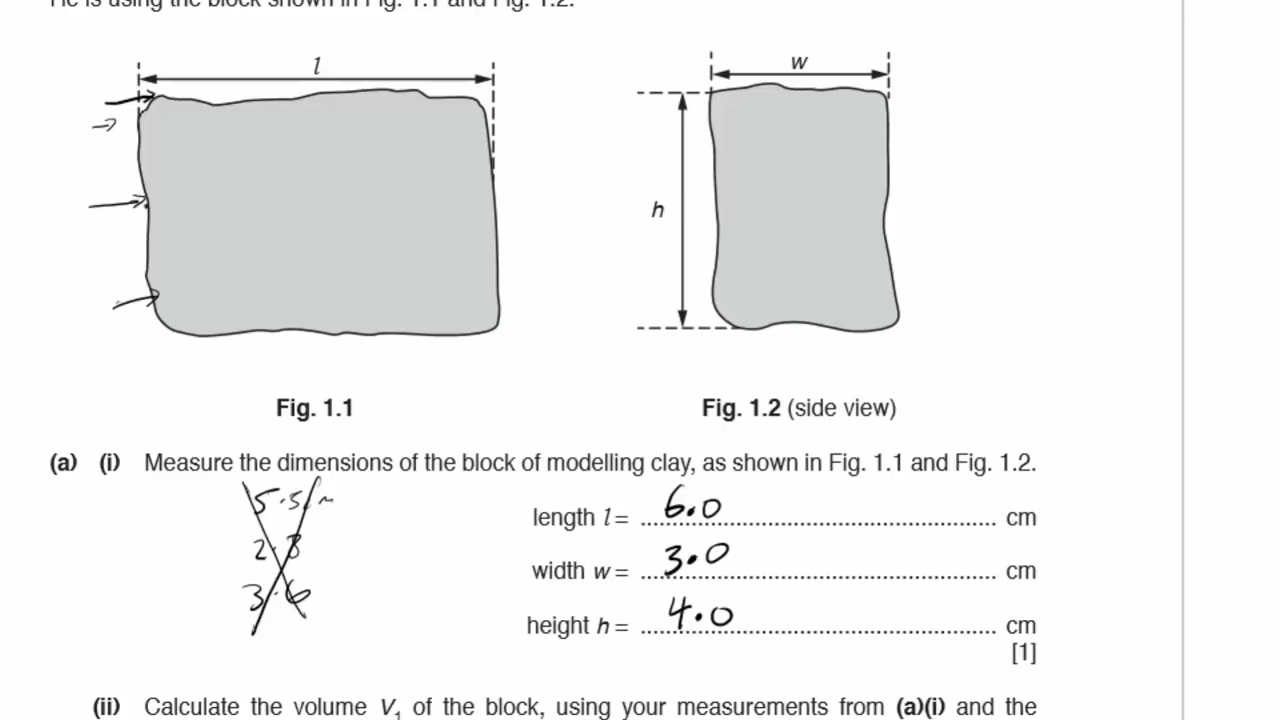 He is using the block shown in Fig. 1.1 and Fig. 1.2.
l
w
h
Fig. 1.1
Fig. 1.2 (side view)
(a) (i) Measure the dimensions of the block of modelling clay, as shown in Fig. 1.1 and Fig. 1.2.
5.5
2.8
3.6
length l = 6.0 cm
width w = 3.0 cm
height h = 4.0 cm
[1]
(ii) Calculate the volume V₁ of the block, using your measurements from (a)(i) and the